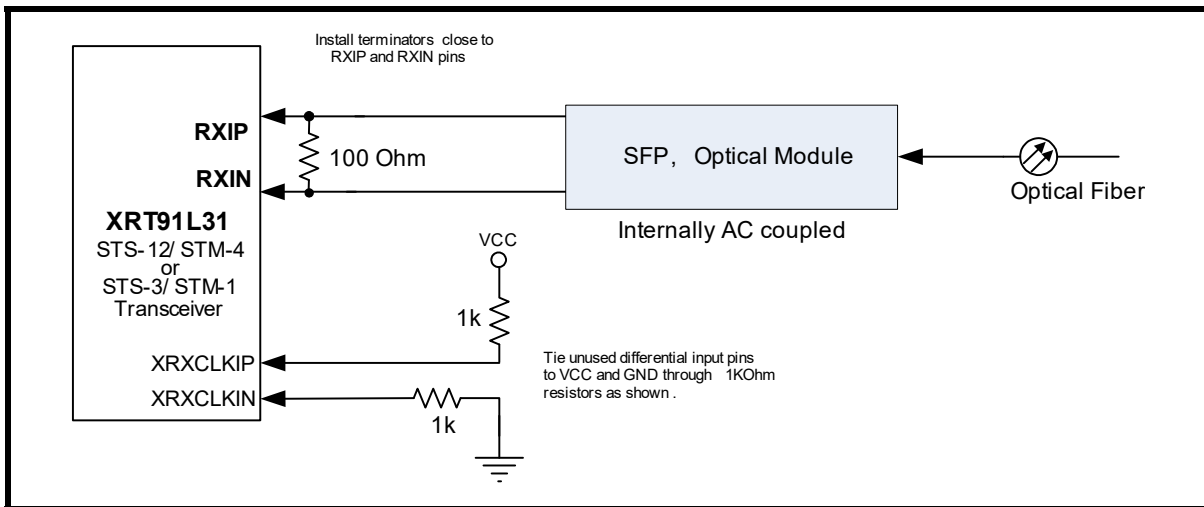 Install terminators close to
RXIP and RXIN pins
RXIP
100 Ohm
RXIN
SFP, Optical Module
Optical Fiber
Internally AC coupled
XRT91L31
STS-12/ STM-4
or
STS-3/ STM-1
Transceiver
VCC
1k
XRXCLKIP
Tie unused differential input pins
to VCC and GND through 1KOhm
resistors as shown .
XRXCLKIN
1k